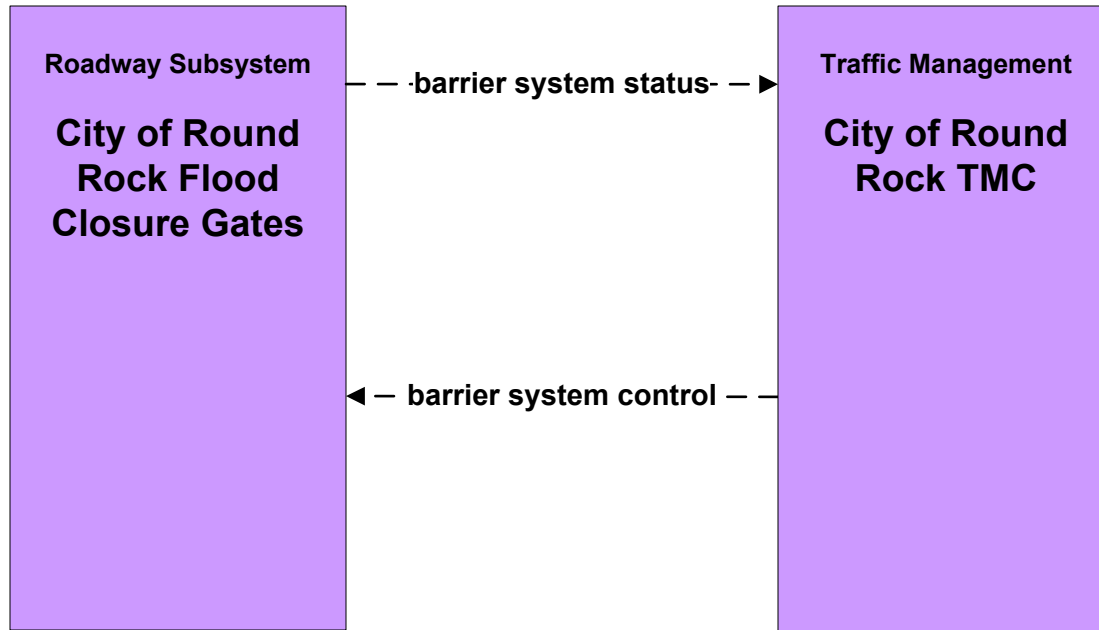 Roadway Subsystem
City of Round
Rock Flood
Closure Gates
barrier system status
Traffic Management
City of Round
Rock TMC
barrier system control